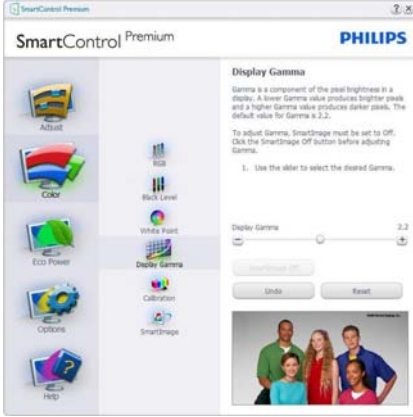 SmartControl Premium
SmartControl Premium
PHILIPS
Adjust
Color
Eco Power
Options
Help
RGB
Black Level
White Point
Display Gamma
Calibration
SmartImage
Display Gamma
Gamma is a component of the pixel brightness in a
display. A lower Gamma value produces brighter pixels
and a higher Gamma value produces darker pixels. The
default value for Gamma is 2.2.
To adjust Gamma, SmartImage must be set to Off.
Click the SmartImage Off button before adjusting
Gamma.
1. Use the slider to select the desired Gamma.
Display Gamma 2.2
SmartImage Off
Undo Reset